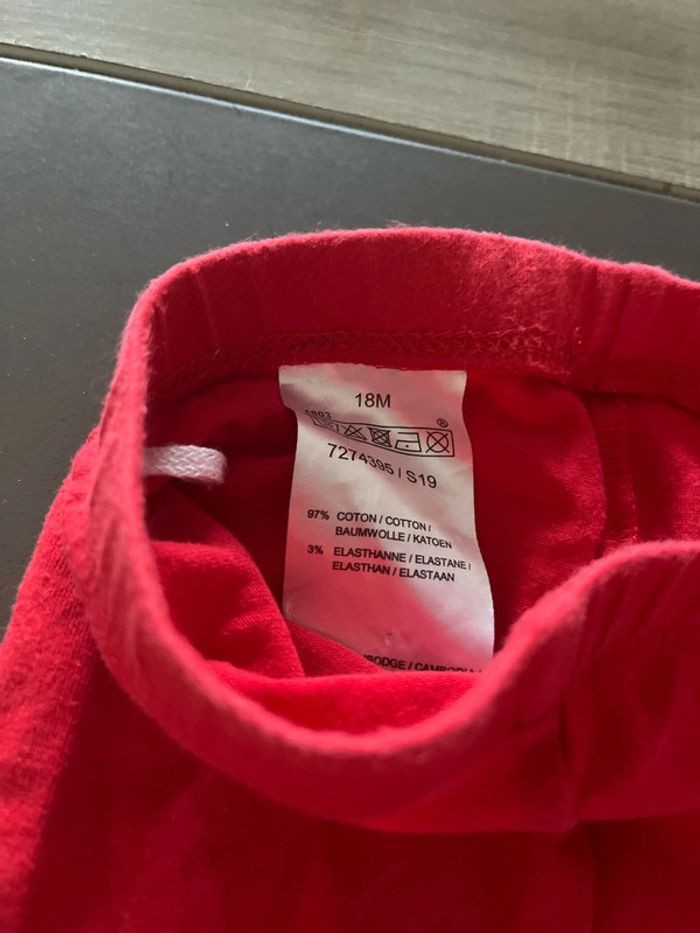 18M
®
7274395 | S19
97% COTON / COTTON /
BAUMWOLLE / KATOEN
3% ELASTHANNE / ELASTANE /
ELASTHAN / ELASTAAN